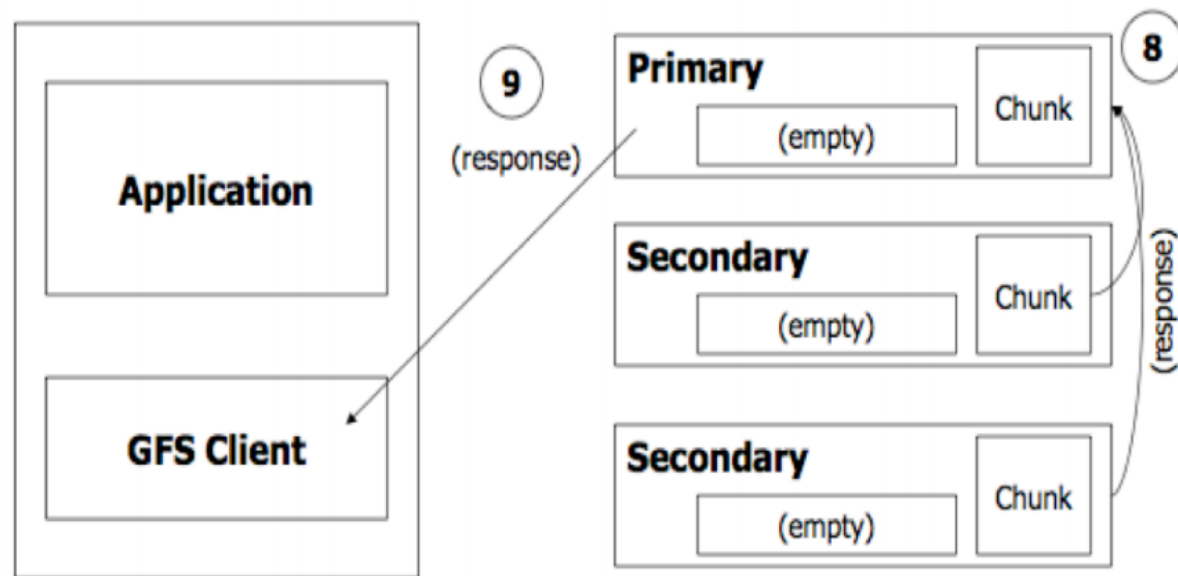 9
(response)
Application
GFS Client
8
Primary
(empty)
Chunk
Secondary
(empty)
Chunk
(response)
Secondary
(empty)
Chunk